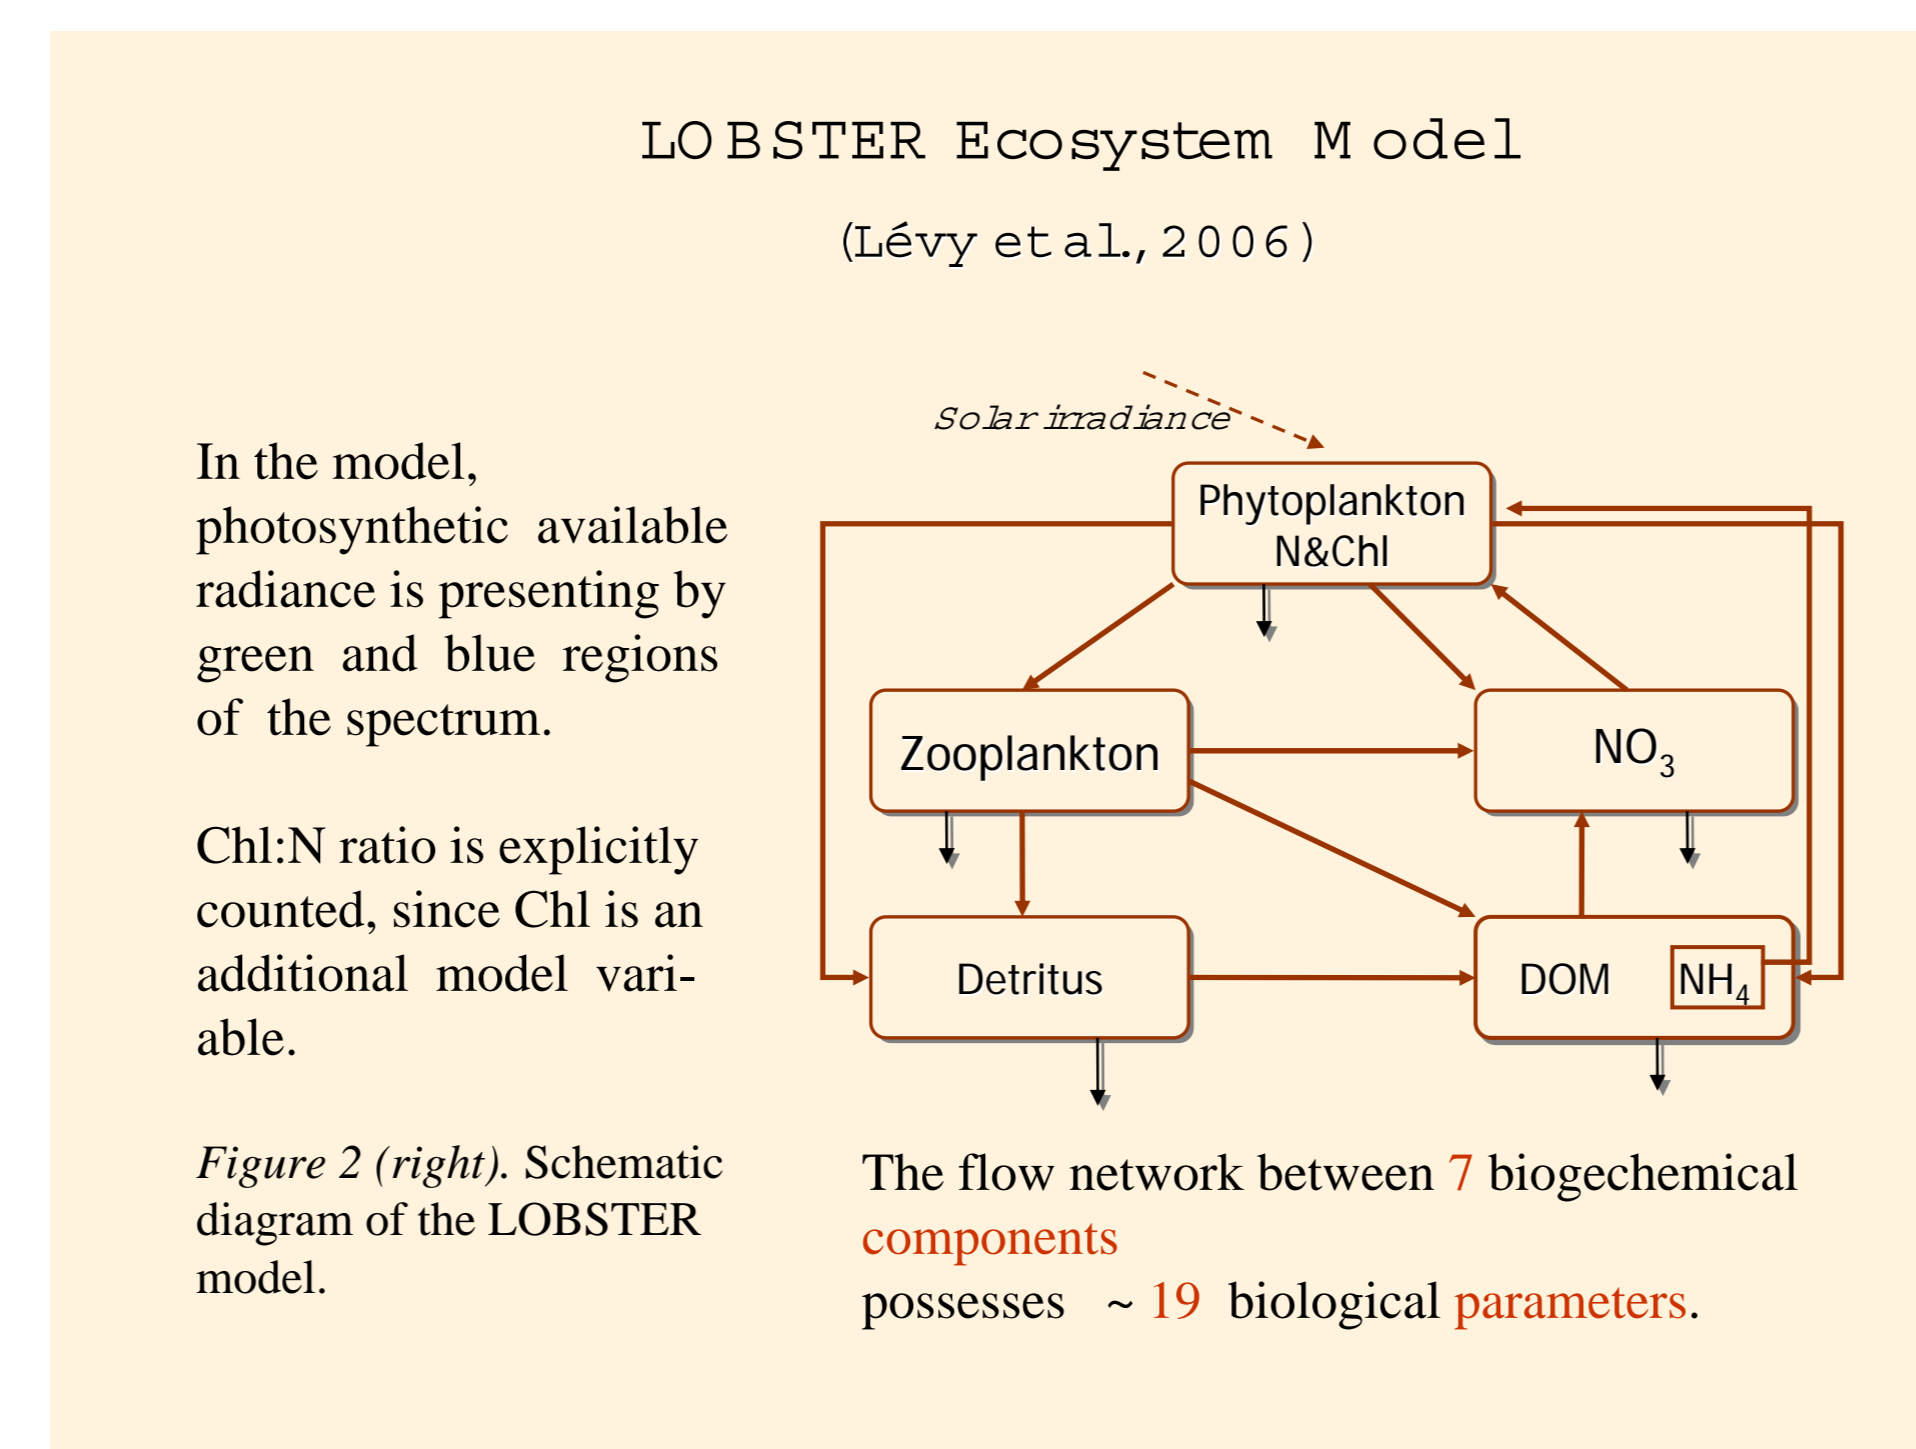 LOBSTER Ecosystem Model
(Lévy et al., 2006)
In the model,
photosynthetic available
radiance is presenting by
green and blue regions
of the spectrum.
Chl:N ratio is explicitly
counted, since Chl is an
additional model vari-
able.
Figure 2 (right). Schematic
diagram of the LOBSTER
model.
Solar irradiance
Phytoplankton
N&Chl
Zooplankton
NO3
Detritus
DOM
NH4
The flow network between 7 biogechemical
components
possesses ~ 19 biological parameters.